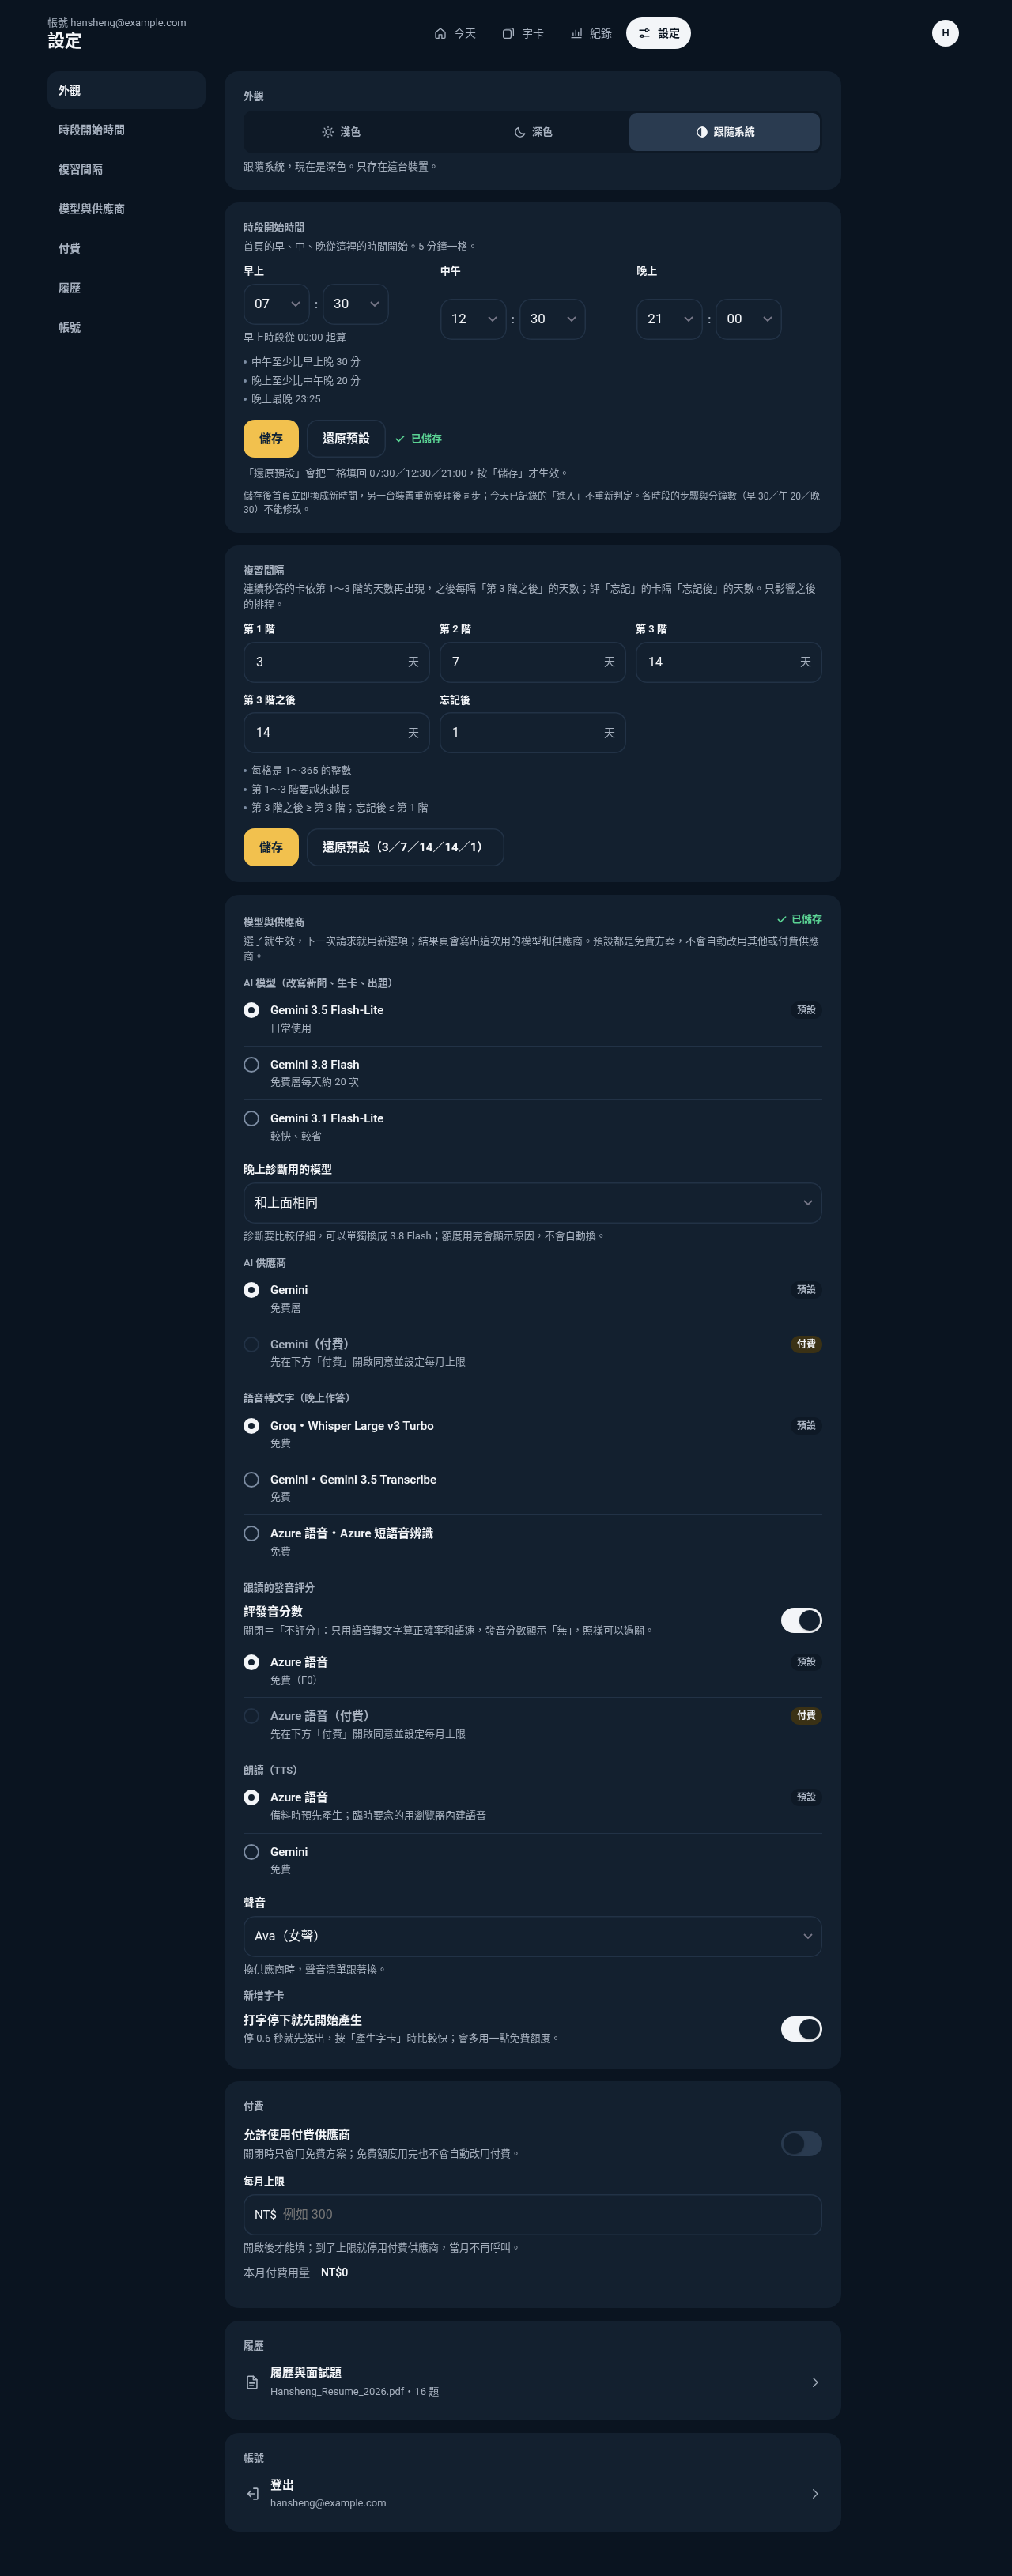 帳號 hansheng@example.com
設定
今天
字卡
紀錄
設定
H
外觀
時段開始時間
複習間隔
模型與供應商
付費
履歷
帳號
外觀
淺色
深色
跟隨系統
跟隨系統，現在是深色。只存在這台裝置。
時段開始時間
首頁的早、中、晚從這裡的時間開始。5 分鐘一格。
早上
中午
晚上
07 : 30
12 : 30
21 : 00
早上時段從 00:00 起算
• 中午至少比早上晚 30 分
• 晚上至少比中午晚 20 分
• 晚上最晚 23:25
儲存
還原預設
已儲存
「還原預設」會把三格填回 07:30／12:30／21:00，按「儲存」才生效。
儲存後首頁立即換成新時間，另一台裝置重新整理後同步；今天已記錄的「進入」不重新判定。各時段的步驟與分鐘數（早 30／午 20／晚
30）不能修改。
複習間隔
連續秒答的卡依第 1～3 階的天數再出現，之後每隔「第 3 階之後」的天數；評「忘記」的卡隔「忘記後」的天數。只影響之後
的排程。
第 1 階
第 2 階
第 3 階
3 天
7 天
14 天
第 3 階之後
忘記後
14 天
1 天
• 每格是 1～365 的整數
• 第 1～3 階要越來越長
• 第 3 階之後 ≥ 第 3 階；忘記後 ≤ 第 1 階
儲存
還原預設（3／7／14／14／1）
模型與供應商
已儲存
選了就生效，下一次請求就用新選項；結果頁會寫出這次用的模型和供應商。預設都是免費方案，不會自動改用其他或付費供應
商。
AI 模型（改寫新聞、生卡、出題）
Gemini 3.5 Flash-Lite
預設
日常使用
Gemini 3.8 Flash
免費層每天約 20 次
Gemini 3.1 Flash-Lite
較快、較省
晚上診斷用的模型
和上面相同
診斷要比較仔細，可以單獨換成 3.8 Flash；額度用完會顯示原因，不會自動換。
AI 供應商
Gemini
預設
免費層
Gemini（付費）
付費
先在下方「付費」開啟同意並設定每月上限
語音轉文字（晚上作答）
Groq・Whisper Large v3 Turbo
預設
免費
Gemini・Gemini 3.5 Transcribe
免費
Azure 語音・Azure 短語音辨識
免費
跟讀的發音評分
評發音分數
關閉＝「不評分」：只用語音轉文字算正確率和語速，發音分數顯示「無」，照樣可以過關。
Azure 語音
預設
免費（F0）
Azure 語音（付費）
付費
先在下方「付費」開啟同意並設定每月上限
朗讀（TTS）
Azure 語音
預設
備料時預先產生；臨時要念的用瀏覽器內建語音
Gemini
免費
聲音
Ava（女聲）
換供應商時，聲音清單跟著換。
新增字卡
打字停下就先開始產生
停 0.6 秒就先送出，按「產生字卡」時比較快；會多用一點免費額度。
付費
允許使用付費供應商
關閉時只會用免費方案；免費額度用完也不會自動改用付費。
每月上限
NT$ 例如 300
開啟後才能填；到了上限就停用付費供應商，當月不再呼叫。
本月付費用量 NT$0
履歷
履歷與面試題
Hansheng_Resume_2026.pdf・16 題
帳號
登出
hansheng@example.com